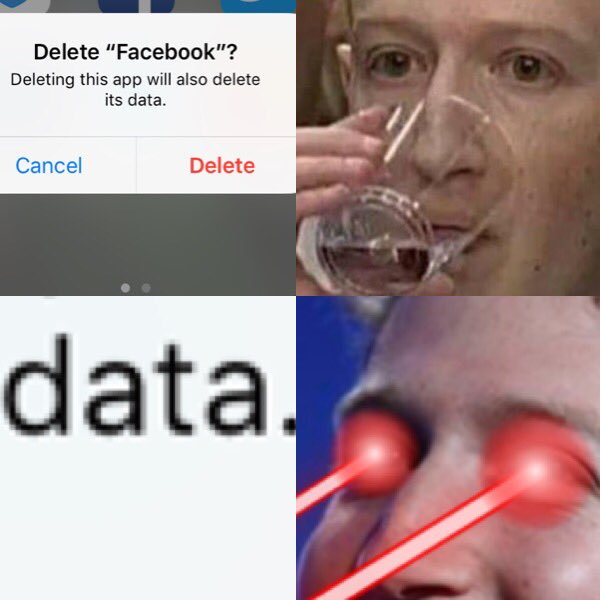 Delete “Facebook”?
Deleting this app will also delete
its data.
Cancel
Delete
data.